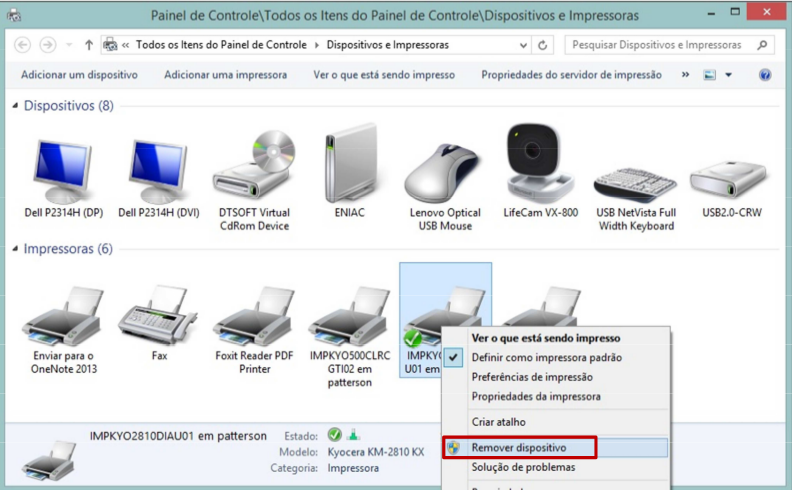 Painel de Controle\Todos os Itens do Painel de Controle\Dispositivos e Impressoras
« Todos os Itens do Painel de Controle ▸ Dispositivos e Impressoras
Pesquisar Dispositivos e Impressoras
Adicionar um dispositivo Adicionar uma impressora Ver o que está sendo impresso Propriedades do servidor de impressão »
Dispositivos (8)
Dell P2314H (DP)
Dell P2314H (DVI)
DTSOFT Virtual
CdRom Device
ENIAC
Lenovo Optical
USB Mouse
LifeCam VX-800
USB NetVista Full
Width Keyboard
USB2.0-CRW
Impressoras (6)
Enviar para o
OneNote 2013
Fax
Foxit Reader PDF
Printer
IMPKYO500CLRC
GTI02 em
patterson
U01 em
Ver o que está sendo impresso
Definir como impressora padrão
Preferências de impressão
Propriedades da impressora
Criar atalho
Remover dispositivo
Solução de problemas
IMPKYO2810DIAU01 em patterson
Estado:
Modelo: Kyocera KM-2810 KX
Categoria: Impressora